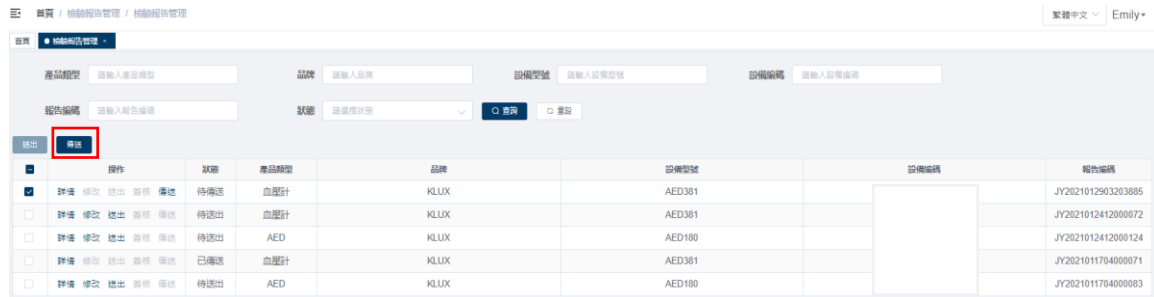 首頁 / 檢驗報告管理 / 檢驗報告管理 繁體中文 Emily
首頁 檢驗報告管理 ×
產品類型 請輸入產品類型 品牌 請輸入品牌 設備型號 請輸入設備型號 設備編碼 請輸入設備編碼
報告編碼 請輸入報告編碼 狀態 請選擇狀態 查詢 重設
送出 傳送
操作 狀態 產品類型 品牌 設備型號 設備編碼 報告編碼
詳情 修改 送出 簽核 傳送 待傳送 血壓計 KLUX AED381 JY2021012903203885
詳情 修改 送出 簽核 傳送 待送出 血壓計 KLUX AED381 JY2021012412000072
詳情 修改 送出 簽核 傳送 待送出 AED KLUX AED180 JY2021012412000124
詳情 修改 送出 簽核 傳送 已傳送 血壓計 KLUX AED381 JY2021011704000071
詳情 修改 送出 簽核 傳送 待送出 AED KLUX AED180 JY2021011704000083